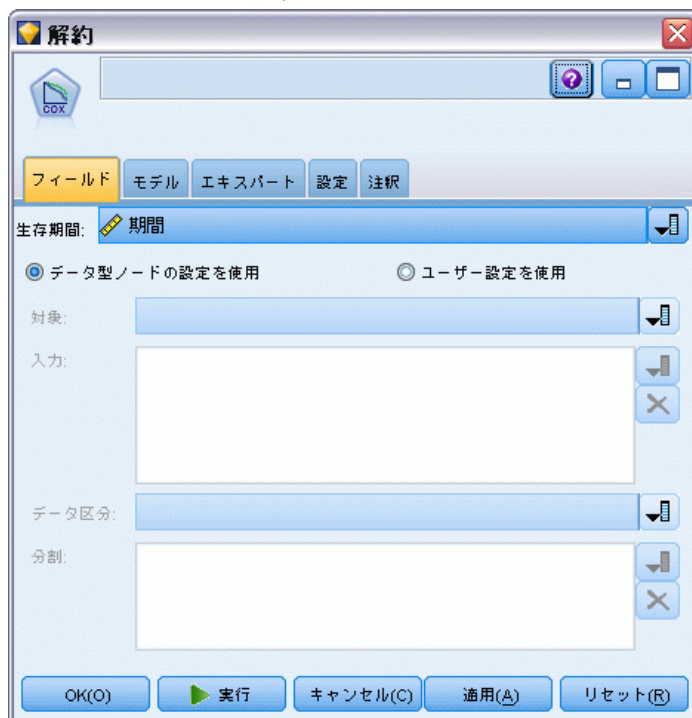 解約
COX
フィールド モデル エキスパート 設定 注釈
生存期間: 期間
データ型ノードの設定を使用 ユーザー設定を使用
対象:
入力:
データ区分:
分割:
OK(O) 実行 キャンセル(C) 適用(A) リセット(R)